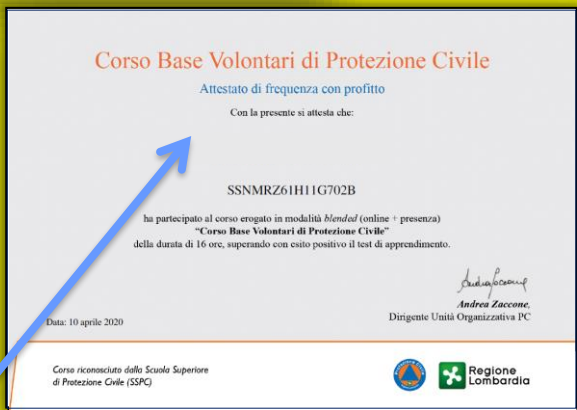 Corso Base Volontari di Protezione Civile
Attestato di frequenza con profitto
Con la presente si attesta che:
SSNMRZ61H11G702B
ha partecipato al corso erogato in modalità blended (online + presenza)
"Corso Base Volontari di Protezione Civile"
della durata di 16 ore, superando con esito positivo il test di apprendimento.
Andrea Zaccone,
Data: 10 aprile 2020
Dirigente Unità Organizzativa PC
Corso riconosciuto dalla Scuola Superiore
di Protezione Civile (SSPC)
Regione
Lombardia